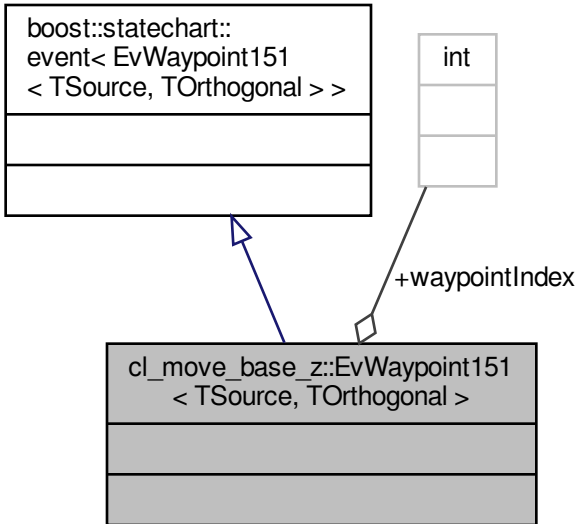 boost::statechart::
event< EvWaypoint151
< TSource, TOrthogonal > >
int
+waypointIndex
cl_move_base_z::EvWaypoint151
< TSource, TOrthogonal >